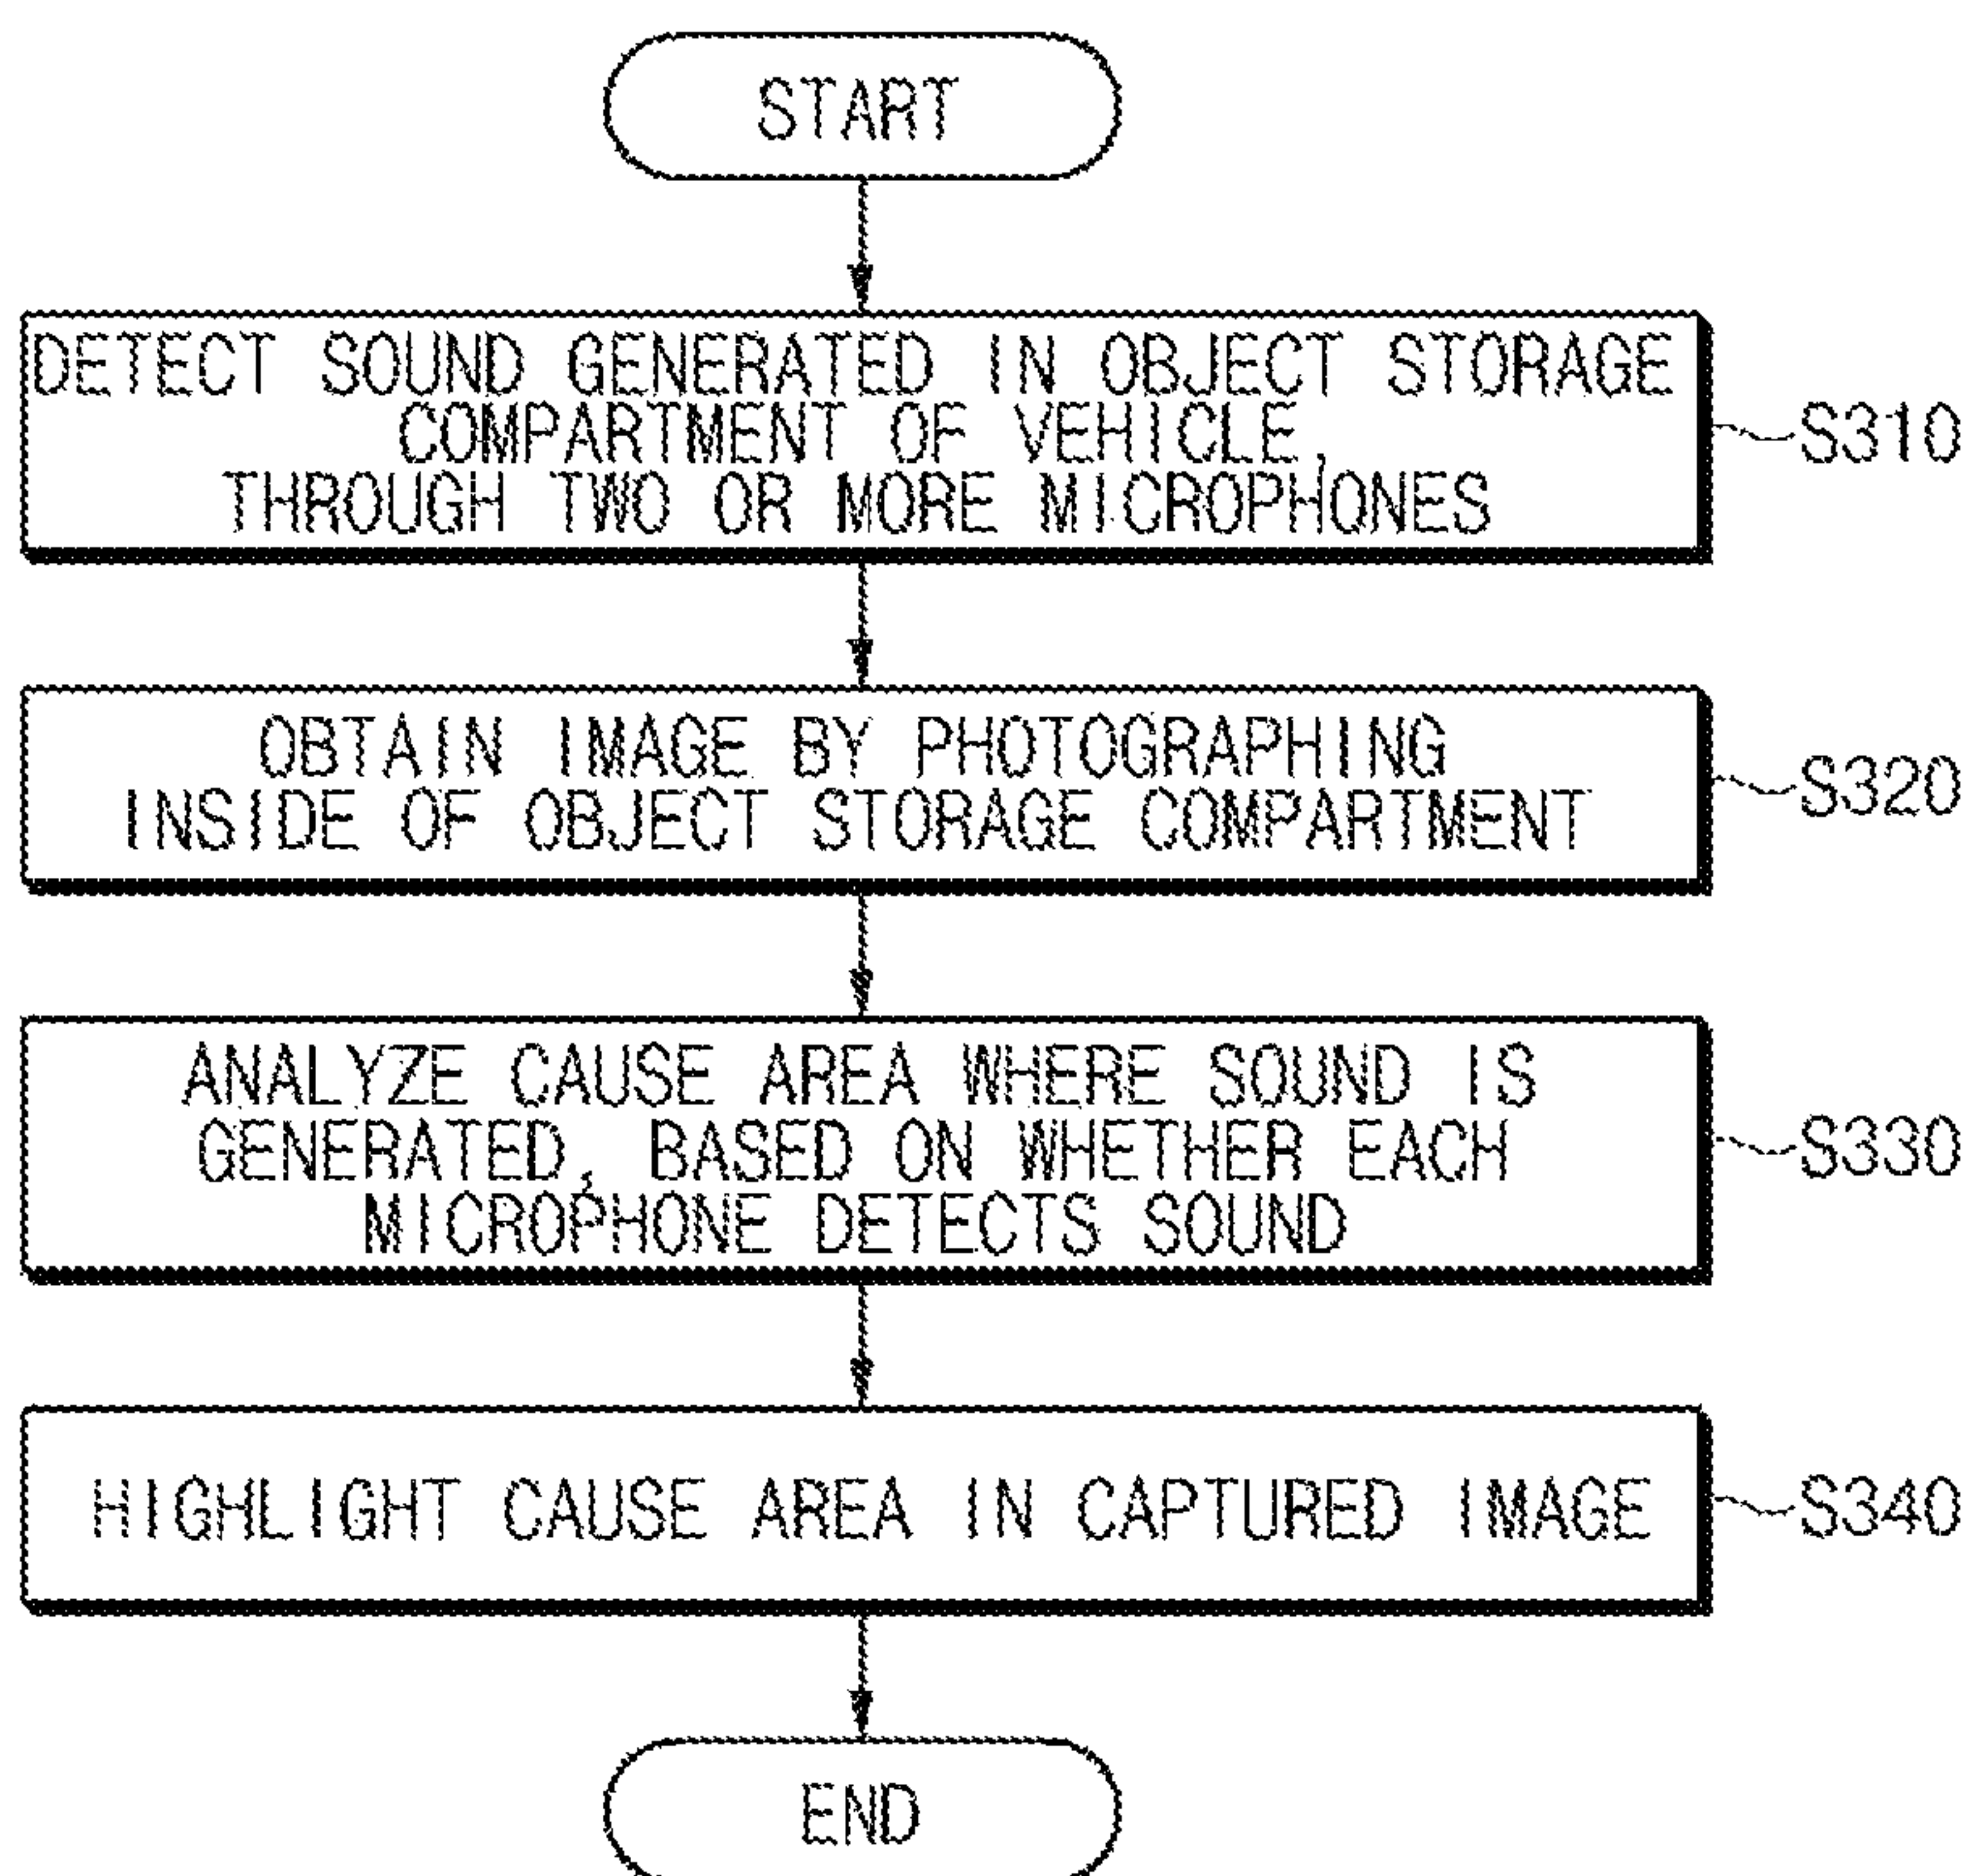 START
DETECT SOUND GENERATED IN OBJECT STORAGE
COMPARTMENT OF VEHICLE,
THROUGH TWO OR MORE MICROPHONES
S310
OBTAIN IMAGE BY PHOTOGRAPHING
INSIDE OF OBJECT STORAGE COMPARTMENT
S320
ANALYZE CAUSE AREA WHERE SOUND IS
GENERATED, BASED ON WHETHER EACH
MICROPHONE DETECTS SOUND
S330
HIGHLIGHT CAUSE AREA IN CAPTURED IMAGE
S340
END